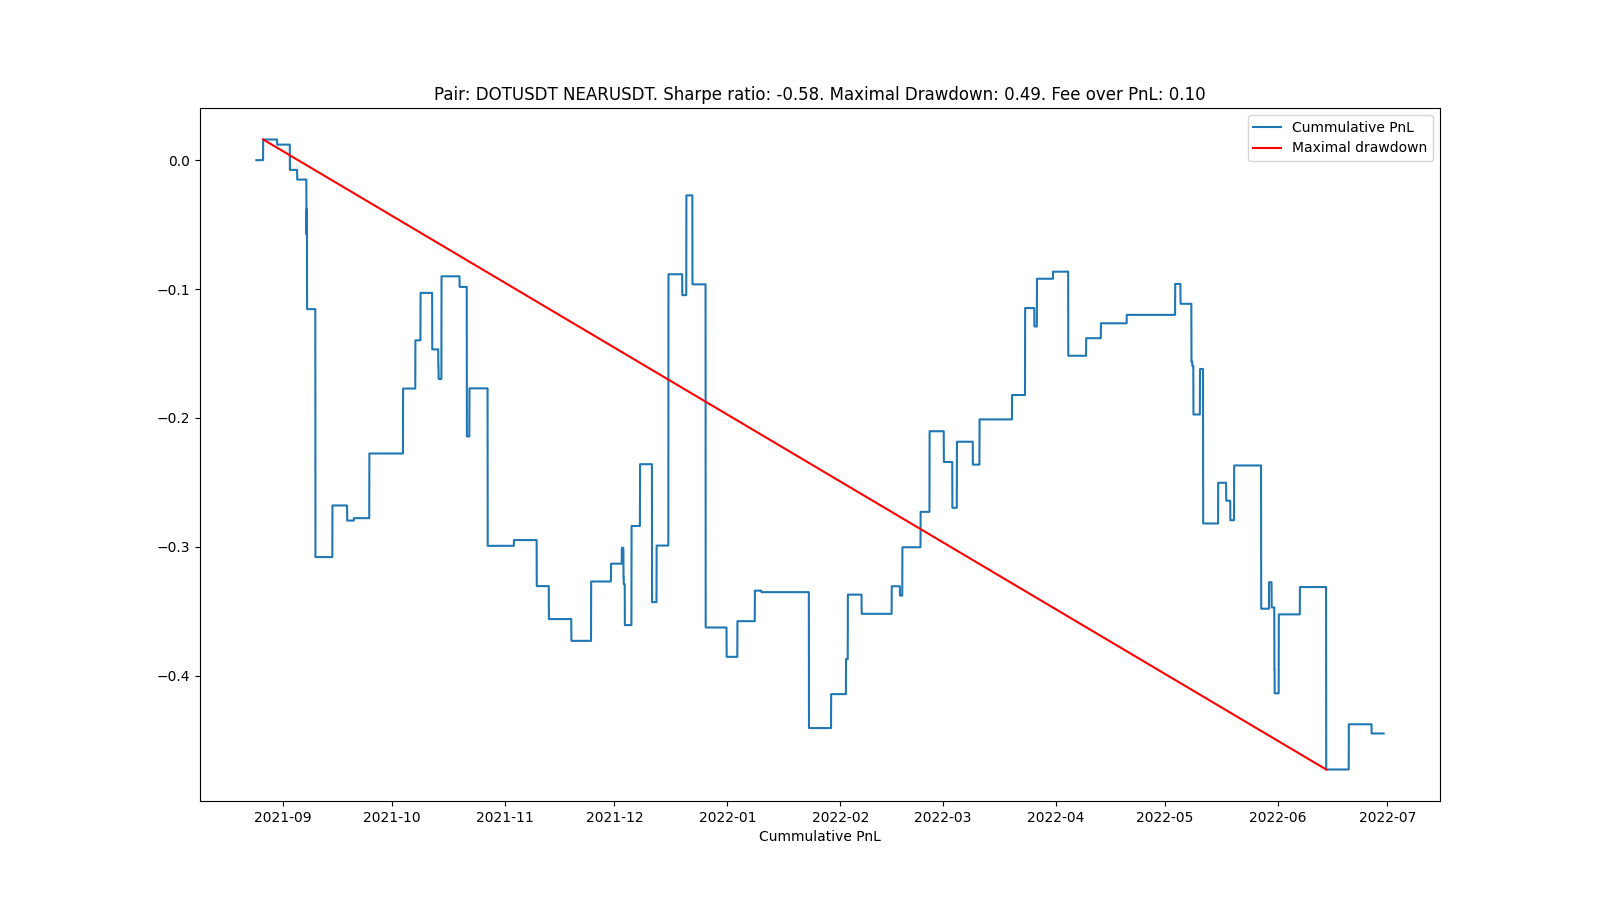 Pair: DOTUSDT NEARUSDT. Sharpe ratio: -0.58. Maximal Drawdown: 0.49. Fee over PnL: 0.10
Cummulative PnL
Maximal drawdown
0.0
−0.1
−0.2
−0.3
−0.4
2021-09 2021-10 2021-11 2021-12 2022-01 2022-02 2022-03 2022-04 2022-05 2022-06 2022-07
Cummulative PnL